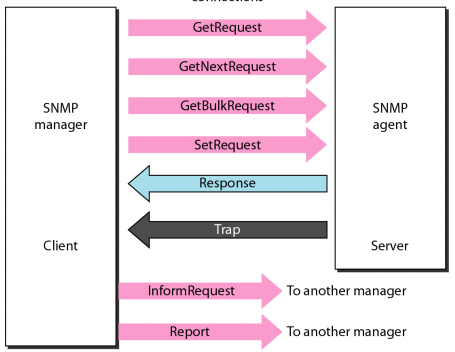 connections
GetRequest
GetNextRequest
GetBulkRequest
SetRequest
SNMP
manager
SNMP
agent
Response
Trap
Client
Server
InformRequest
To another manager
Report
To another manager